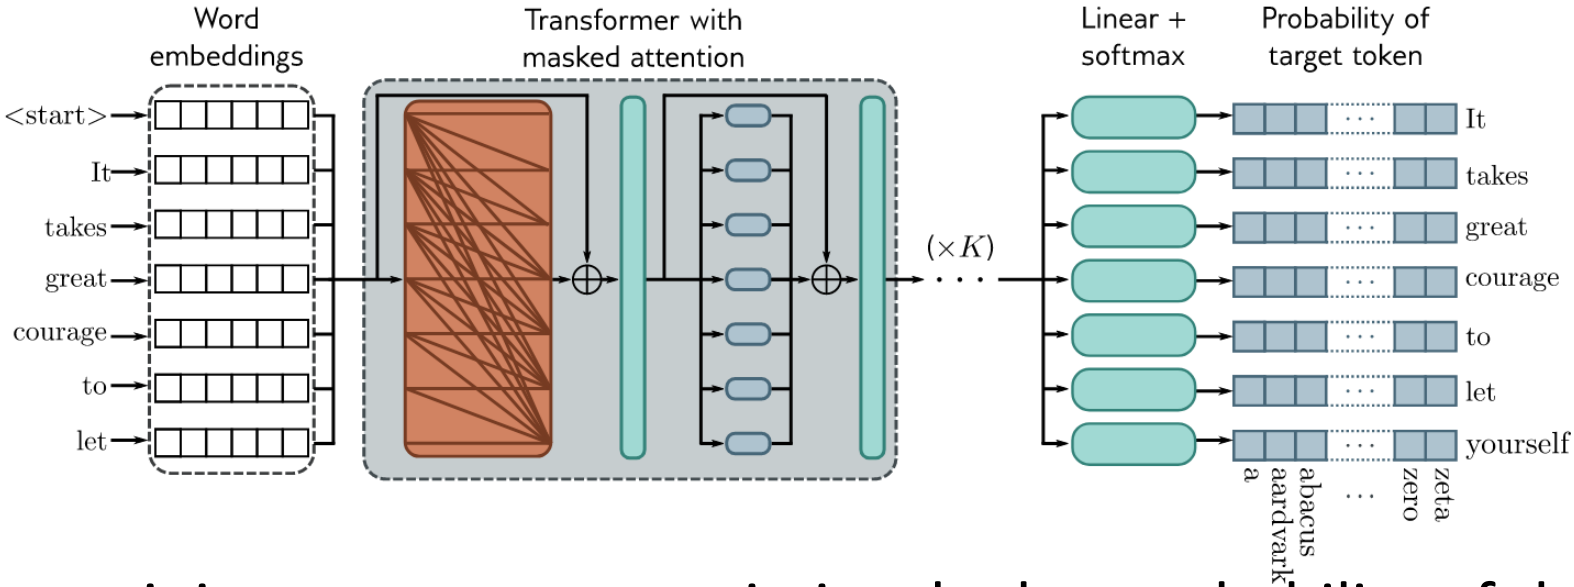 Word
embeddings
Transformer with
masked attention
Linear +
softmax
Probability of
target token
<start>
It
takes
great
courage
to
let
(×K)
· · ·
· · · It
· · · takes
· · · great
· · · courage
· · · to
· · · let
· · · yourself
a
aardvark
abacus
· · ·
zero
zeta